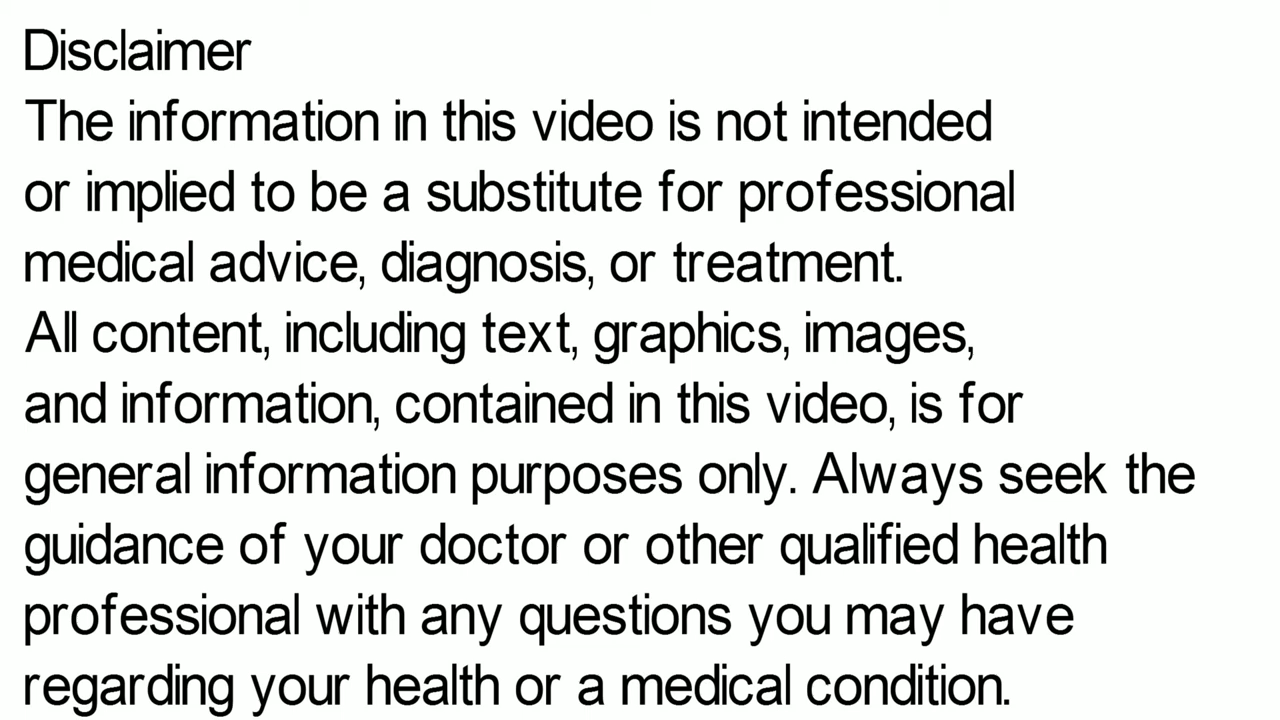 Disclaimer
The information in this video is not intended
or implied to be a substitute for professional
medical advice, diagnosis, or treatment.
All content, including text, graphics, images,
and information, contained in this video, is for
general information purposes only. Always seek the
guidance of your doctor or other qualified health
professional with any questions you may have
regarding your health or a medical condition.